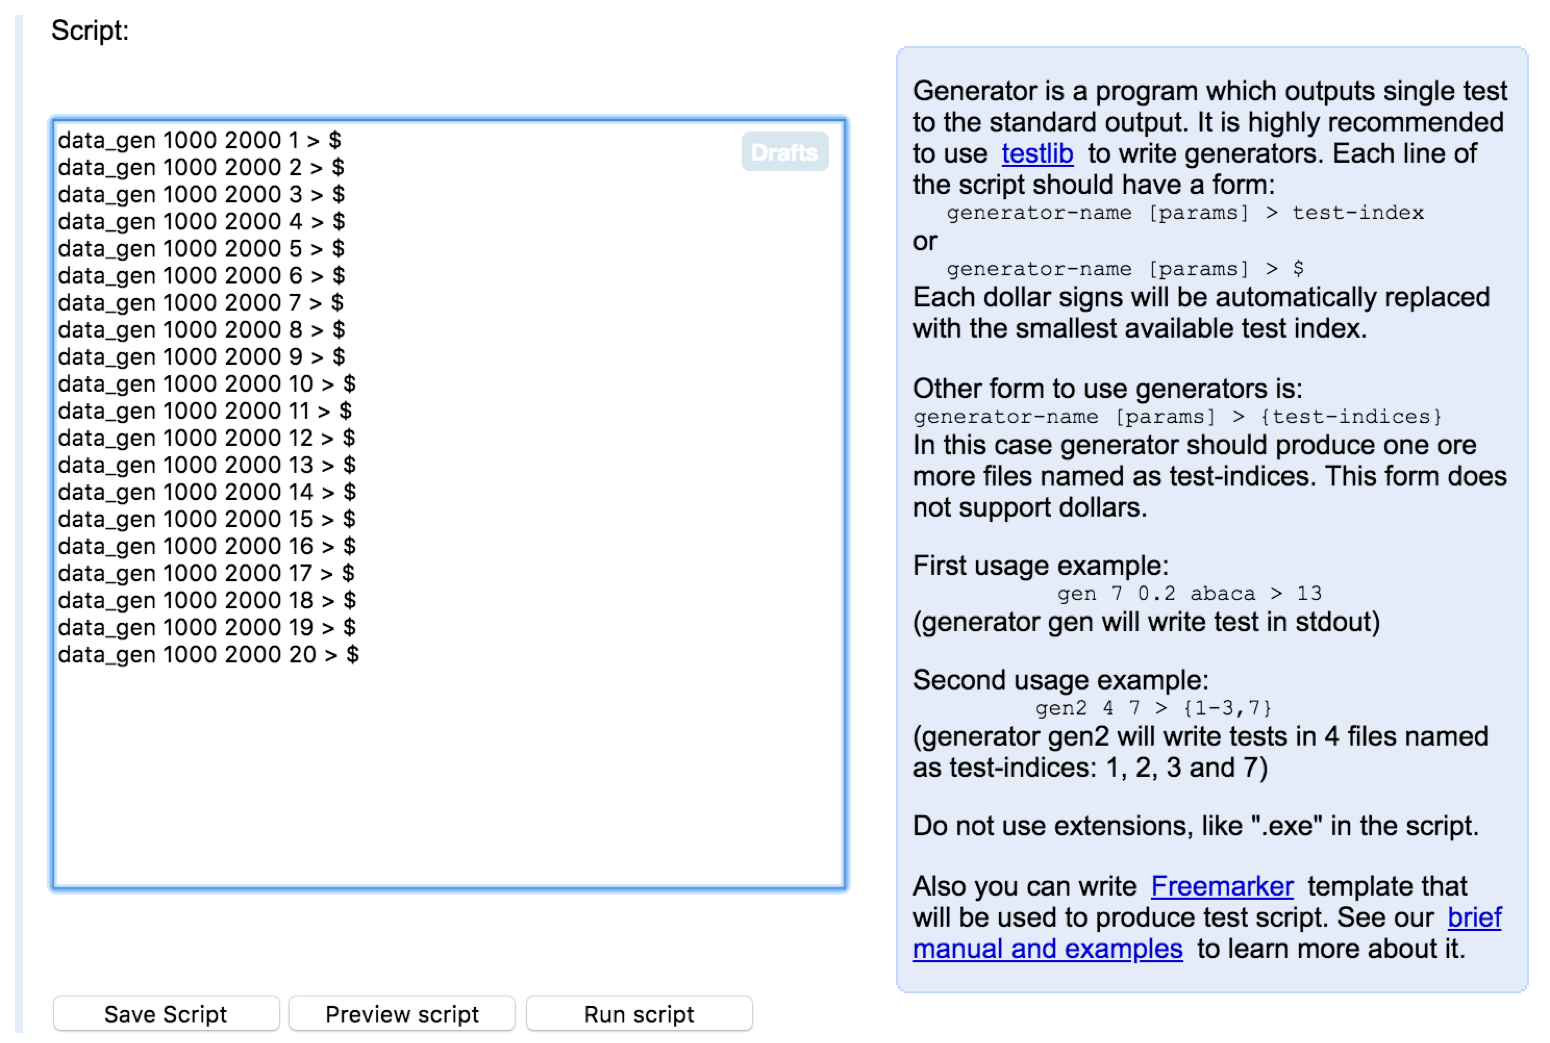 Script:
data_gen 1000 2000 1 > $
Drafts
data_gen 1000 2000 2 > $
data_gen 1000 2000 3 > $
data_gen 1000 2000 4 > $
data_gen 1000 2000 5 > $
data_gen 1000 2000 6 > $
data_gen 1000 2000 7 > $
data_gen 1000 2000 8 > $
data_gen 1000 2000 9 > $
data_gen 1000 2000 10 > $
data_gen 1000 2000 11 > $
data_gen 1000 2000 12 > $
data_gen 1000 2000 13 > $
data_gen 1000 2000 14 > $
data_gen 1000 2000 15 > $
data_gen 1000 2000 16 > $
data_gen 1000 2000 17 > $
data_gen 1000 2000 18 > $
data_gen 1000 2000 19 > $
data_gen 1000 2000 20 > $
Save Script
Preview script
Run script
Generator is a program which outputs single test
to the standard output. It is highly recommended
to use testlib to write generators. Each line of
the script should have a form:
generator-name [params] > test-index
or
generator-name [params] > $
Each dollar signs will be automatically replaced
with the smallest available test index.
Other form to use generators is:
generator-name [params] > {test-indices}
In this case generator should produce one ore
more files named as test-indices. This form does
not support dollars.
First usage example:
gen 7 0.2 abaca > 13
(generator gen will write test in stdout)
Second usage example:
gen2 4 7 > {1-3,7}
(generator gen2 will write tests in 4 files named
as test-indices: 1, 2, 3 and 7)
Do not use extensions, like ".exe" in the script.
Also you can write Freemarker template that
will be used to produce test script. See our brief
manual and examples to learn more about it.